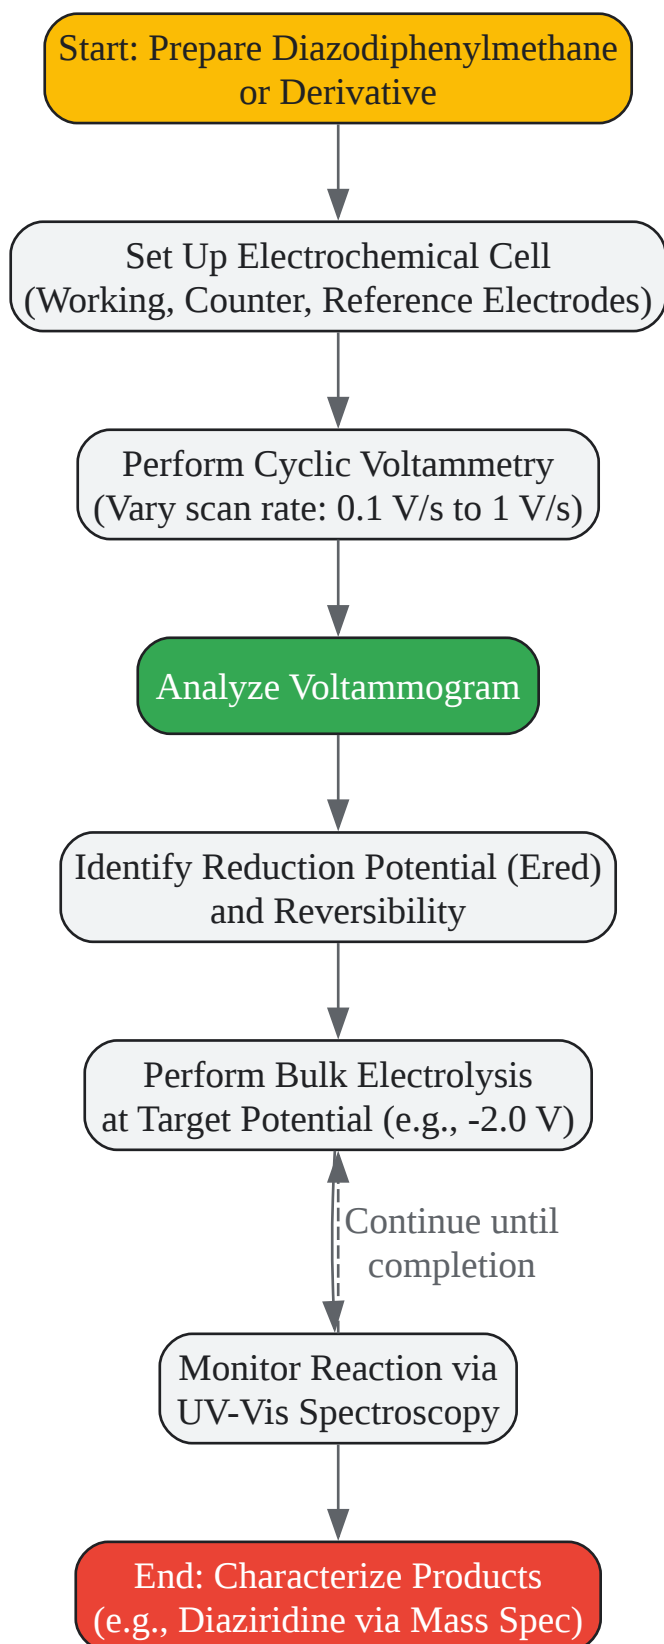 Start: Prepare Diazodiphenylmethane
or Derivative
Set Up Electrochemical Cell
(Working, Counter, Reference Electrodes)
Perform Cyclic Voltammetry
(Vary scan rate: 0.1 V/s to 1 V/s)
Analyze Voltammogram
Identify Reduction Potential (Ered)
and Reversibility
Perform Bulk Electrolysis
at Target Potential (e.g., -2.0 V)
Continue until
completion
Monitor Reaction via
UV-Vis Spectroscopy
End: Characterize Products
(e.g., Diaziridine via Mass Spec)